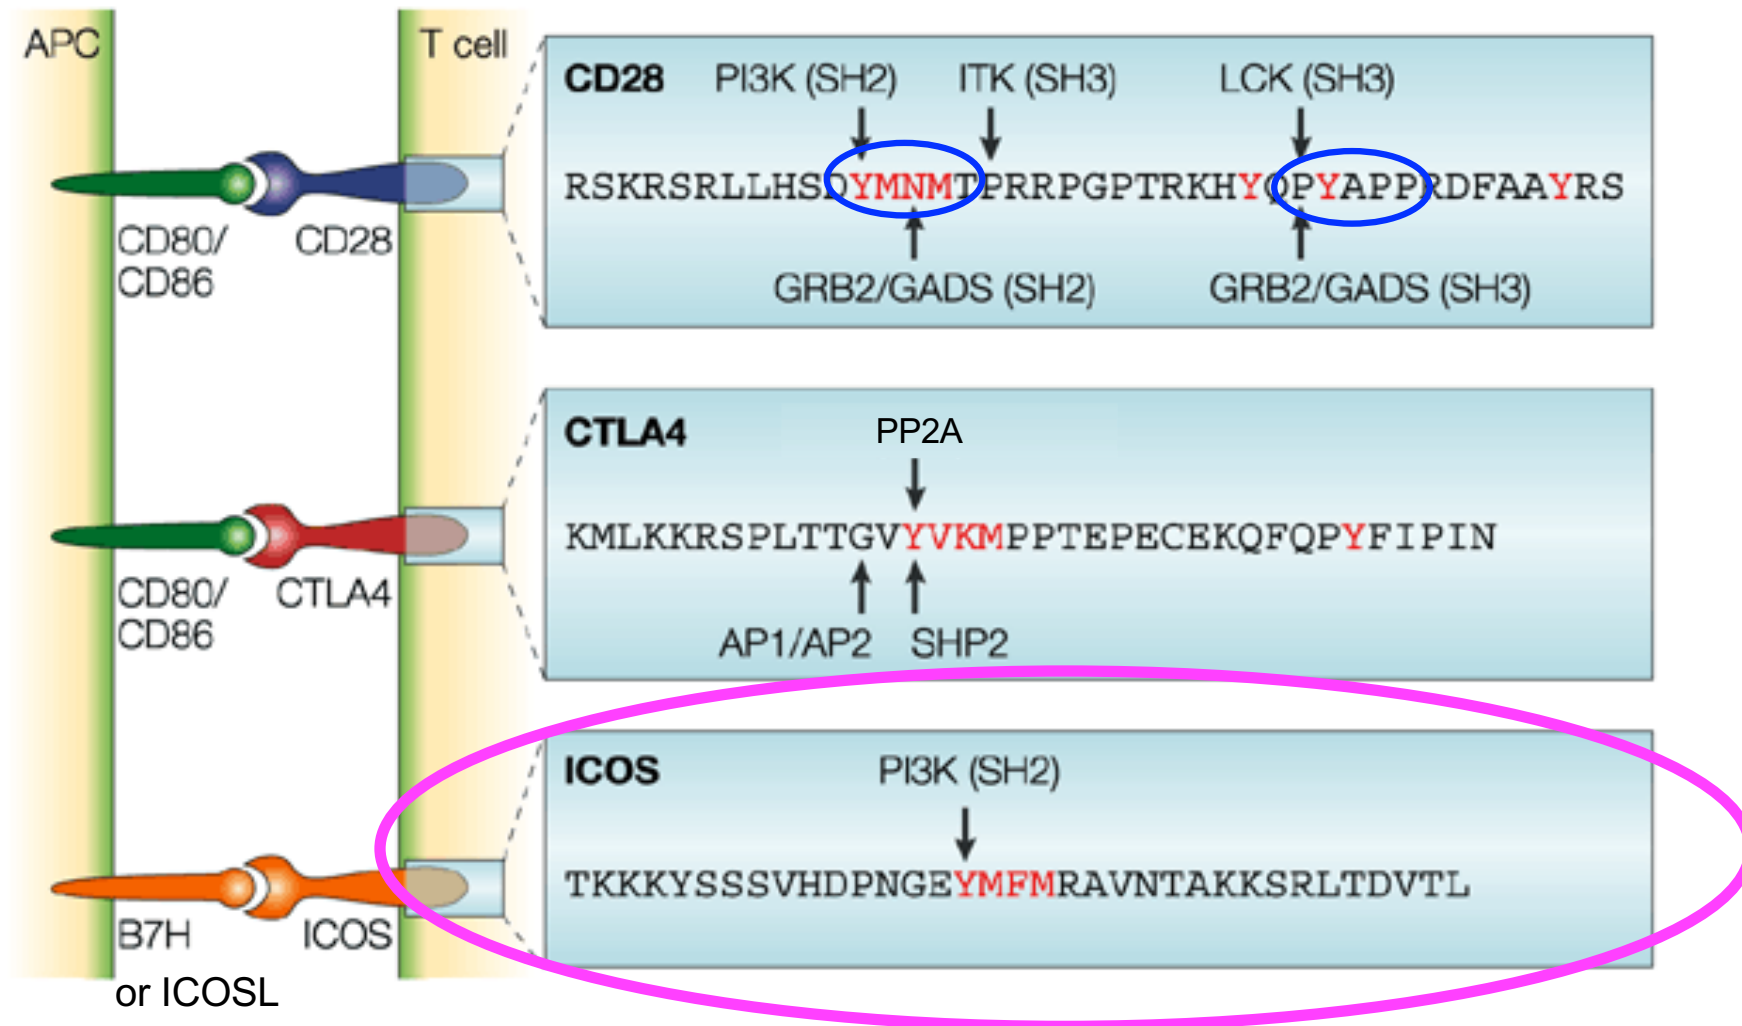 APC
T cell
CD80/
CD86
CD28
CD28
PI3K (SH2)
ITK (SH3)
LCK (SH3)
RSKRSRLLHSDYMNMTPRRPGPTRKHYQPYAPPRDFAAYRS
GRB2/GADS (SH2)
GRB2/GADS (SH3)
CD80/
CD86
CTLA4
CTLA4
PP2A
KMLKKRSPLTTGVYVKMPPTEPECEKQFQPYFIPIN
AP1/AP2
SHP2
B7H
or ICOSL
ICOS
ICOS
PI3K (SH2)
TKKKYSSSVHDPNGEYMFMRAVNTAKKSRLTDVTL